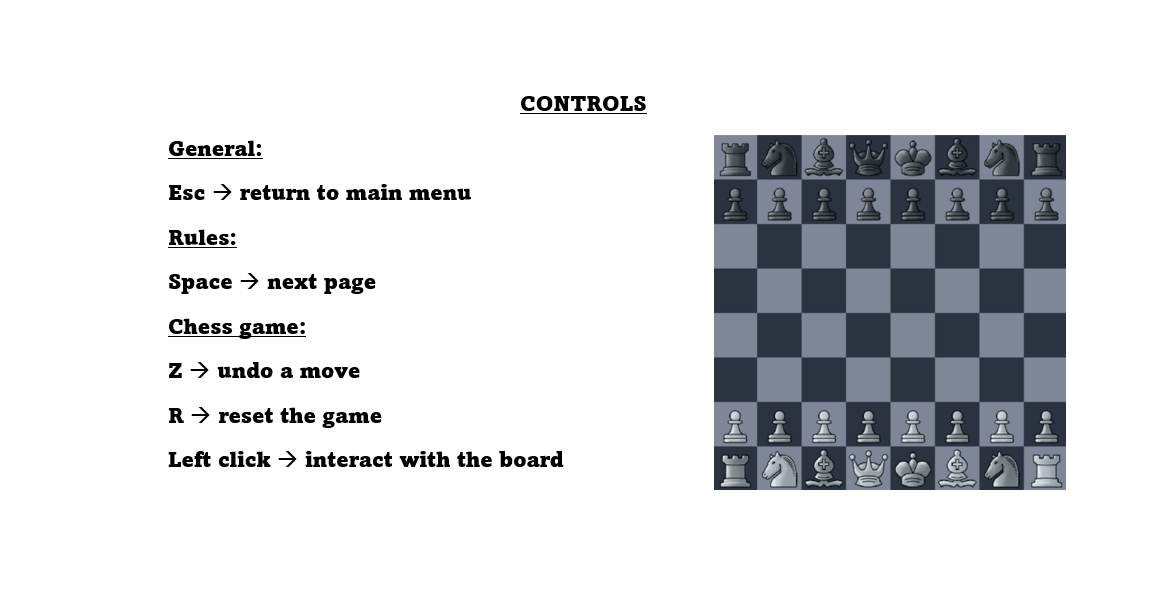 CONTROLS
General:
Esc → return to main menu
Rules:
Space → next page
Chess game:
Z → undo a move
R → reset the game
Left click → interact with the board